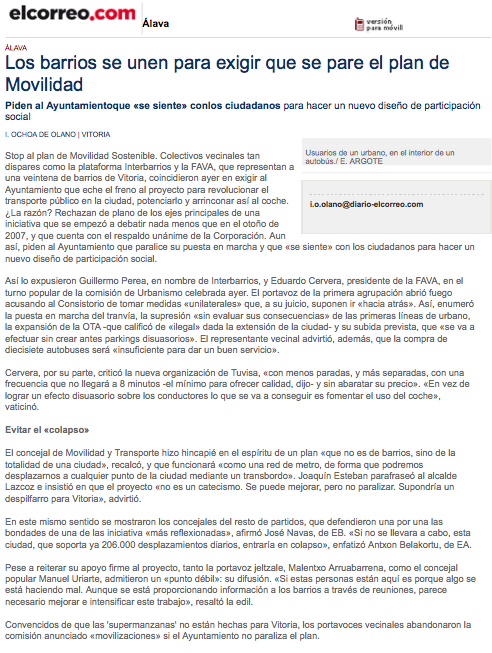 elcorreo.com
Álava
versión
para móvill
ÁLAVA
Los barrios se unen para exigir que se pare el plan de
Movilidad
Piden al Ayuntamientoque «se siente» conlos ciudadanos para hacer un nuevo diseño de participación
social
I. OCHOA DE OLANO | VITORIA
Usuarios de un urbano, en el interior de un
autobús./ E. ARGOTE
i.o.olano@diario-elcorreo.com
Stop al plan de Movilidad Sostenible. Colectivos vecinales tan
dispares como la plataforma Interbarrios y la FAVA, que representan a
una veintena de barrios de Vitoria, coincidieron ayer en exigir al
Ayuntamiento que eche el freno al proyecto para revolucionar el
transporte público en la ciudad, potenciarlo y arrinconar así al coche.
¿La razón? Rechazan de plano de los ejes principales de una
iniciativa que se empezó a debatir nada menos que en el otoño de
2007, y que cuenta con el respaldo unánime de la Corporación. Aun
así, piden al Ayuntamiento que paralice su puesta en marcha y que «se siente» con los ciudadanos para hacer un
nuevo diseño de participación social.
Así lo expusieron Guillermo Perea, en nombre de Interbarrios, y Eduardo Cervera, presidente de la FAVA, en el
turno popular de la comisión de Urbanismo celebrada ayer. El portavoz de la primera agrupación abrió fuego
acusando al Consistorio de tomar medidas «unilaterales» que, a su juicio, suponen ir «hacia atrás». Así, enumeró
la puesta en marcha del tranvía, la supresión «sin evaluar sus consecuencias» de las primeras líneas de urbano,
la expansión de la OTA -que calificó de «ilegal» dada la extensión de la ciudad- y su subida prevista, que «se va a
efectuar sin crear antes parkings disuasorios». El representante vecinal advirtió, además, que la compra de
diecisiete autobuses será «insuficiente para dar un buen servicio».
Cervera, por su parte, criticó la nueva organización de Tuvisa, «con menos paradas, y más separadas, con una
frecuencia que no llegará a 8 minutos -el mínimo para ofrecer calidad, dijo- y sin abaratar su precio». «En vez de
lograr un efecto disuasorio sobre los conductores lo que se va a conseguir es fomentar el uso del coche»,
vaticinó.
Evitar el «colapso»
El concejal de Movilidad y Transporte hizo hincapié en el espíritu de un plan «que no es de barrios, sino de la
totalidad de una ciudad», recalcó, y que funcionará «como una red de metro, de forma que podremos
desplazarnos a cualquier punto de la ciudad mediante un transbordo». Joaquín Esteban parafraseó al alcalde
Lazcoz e insistió en que el proyecto «no es un catecismo. Se puede mejorar, pero no paralizar. Supondría un
despilfarro para Vitoria», advirtió.
En este mismo sentido se mostraron los concejales del resto de partidos, que defendieron una por una las
bondades de una de las iniciativa «más reflexionadas», afirmó José Navas, de EB. «Si no se llevara a cabo, esta
ciudad, que soporta ya 206.000 desplazamientos diarios, entraría en colapso», enfatizó Antxon Belakortu, de EA.
Pese a reiterar su apoyo firme al proyecto, tanto la portavoz jeltzale, Malentxo Arruabarrena, como el concejal
popular Manuel Uriarte, admitieron un «punto débil»: su difusión. «Si estas personas están aquí es porque algo se
está haciendo mal. Aunque se está proporcionando información a los barrios a través de reuniones, parece
necesario mejorar e intensificar este trabajo», resaltó el edil.
Convencidos de que las 'supermanzanas' no están hechas para Vitoria, los portavoces vecinales abandonaron la
comisión anunciado «movilizaciones» si el Ayuntamiento no paraliza el plan.